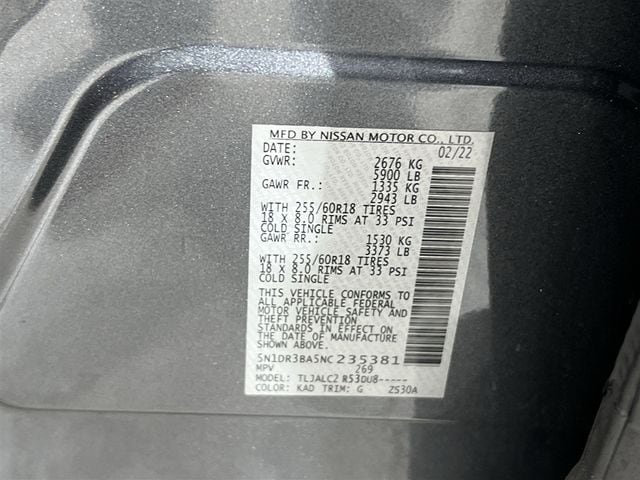 MFD BY NISSAN MOTOR CO., LTD.
DATE: 02/22
GVWR: 2676 KG
5900 LB
GAWR FR.: 1335 KG
2943 LB
WITH 255/60R18 TIRES
18 X 8.0 RIMS AT 33 PSI
COLD SINGLE
GAWR RR.: 1530 KG
3373 LB
WITH 255/60R18 TIRES
18 X 8.0 RIMS AT 33 PSI
COLD SINGLE
THIS VEHICLE CONFORMS TO
ALL APPLICABLE FEDERAL
MOTOR VEHICLE SAFETY AND
THEFT PREVENTION
STANDARDS IN EFFECT ON
THE DATE OF MANUFACTURE
SHOWN ABOVE.
5N1DR3BA5NC235381
MPV 269
MODEL: TLJALC2 R53DU8-----
COLOR: KAD TRIM: G ZS30A